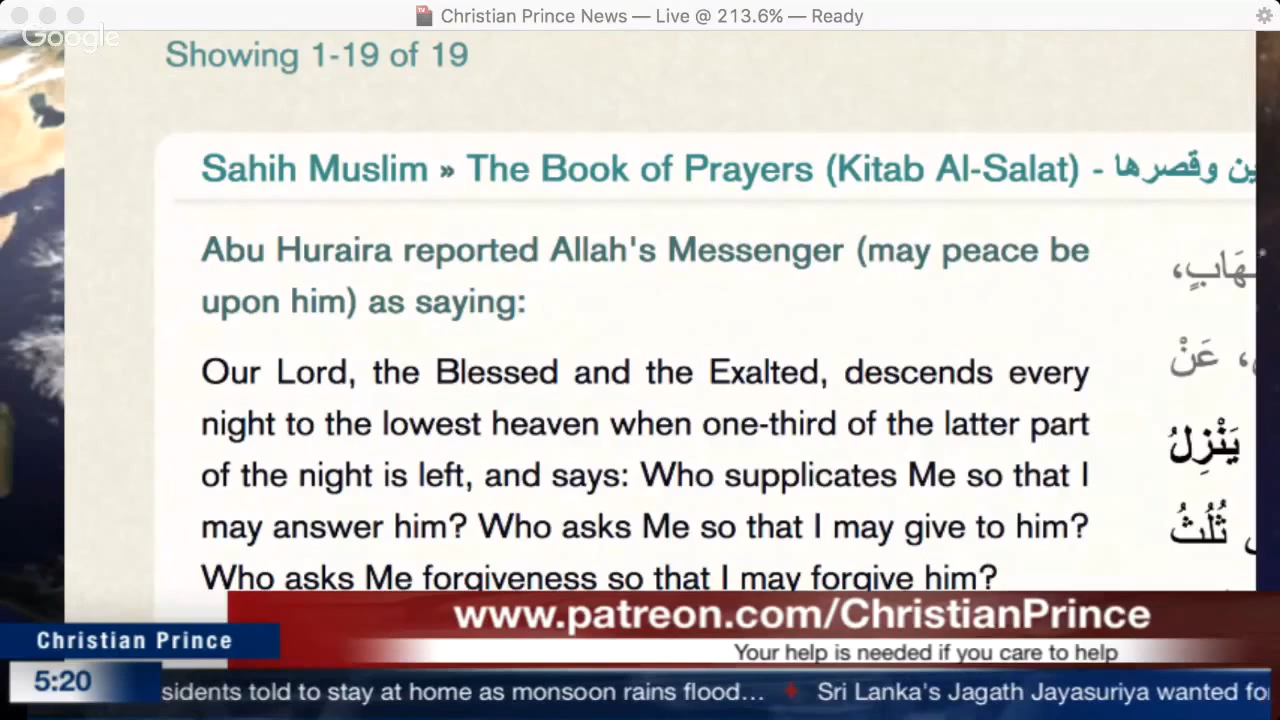 Christian Prince News — Live @ 213.6% — Ready
Google
Showing 1-19 of 19
Sahih Muslim » The Book of Prayers (Kitab Al-Salat) - ين وقصرها
Abu Huraira reported Allah's Messenger (may peace be
upon him) as saying:
Our Lord, the Blessed and the Exalted, descends every
night to the lowest heaven when one-third of the latter part
of the night is left, and says: Who supplicates Me so that I
may answer him? Who asks Me so that I may give to him?
Who asks Me forgiveness so that I may forgive him?
ـهَابٍ،
، عَنْ
يَنْزِلُ
ثُلُثُ
www.patreon.com/ChristianPrince
Your help is needed if you care to help
Christian Prince
5:20
sidents told to stay at home as monsoon rains flood... ♦ Sri Lanka's Jagath Jayasuriya wanted for